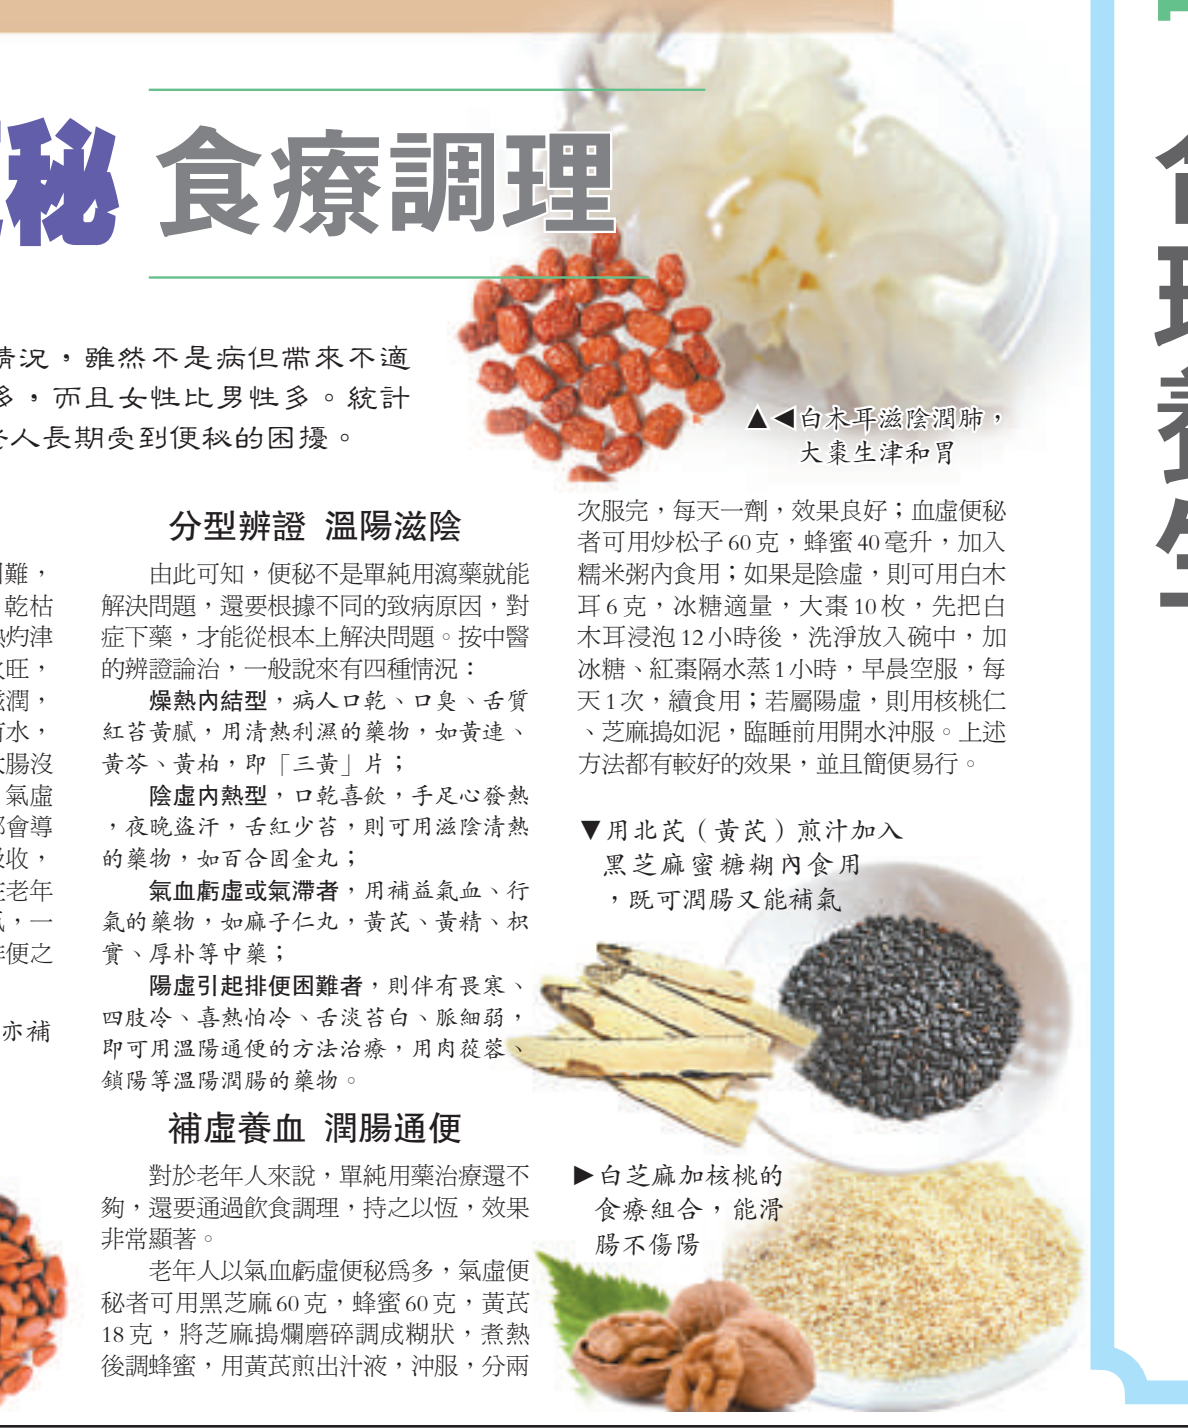 秘 食療調理
情況，雖然不是病但帶來不適
多，而且女性比男性多。統計
老人長期受到便秘的困擾。
▲◀白木耳滋陰潤肺，
大棗生津和胃
難，
乾枯
灼津
旺，
潤，
水，
腸沒
氣虛
會導
收，
老年
，一
便之
亦補
分型辨證 溫陽滋陰
由此可知，便秘不是單純用瀉藥就能
解決問題，還要根據不同的致病原因，對
症下藥，才能從根本上解決問題。按中醫
的辨證論治，一般說來有四種情況：
燥熱內結型，病人口乾、口臭、舌質
紅苔黃膩，用清熱利濕的藥物，如黃連、
黃芩、黃柏，即「三黃」片；
陰虛內熱型，口乾喜飲，手足心發熱
，夜晚盜汗，舌紅少苔，則可用滋陰清熱
的藥物，如百合固金丸；
氣血虧虛或氣滯者，用補益氣血、行
氣的藥物，如麻子仁丸，黃芪、黃精、枳
實、厚朴等中藥；
陽虛引起排便困難者，則伴有畏寒、
四肢冷、喜熱怕冷、舌淡苔白、脈細弱，
即可用溫陽通便的方法治療，用肉蓯蓉、
鎖陽等溫陽潤腸的藥物。
補虛養血 潤腸通便
對於老年人來說，單純用藥治療還不
夠，還要通過飲食調理，持之以恆，效果
非常顯著。
老年人以氣血虧虛便秘爲多，氣虛便
秘者可用黑芝麻60克，蜂蜜60克，黃芪
18克，將芝麻搗爛磨碎調成糊狀，煮熱
後調蜂蜜，用黃芪煎出汁液，沖服，分兩
次服完，每天一劑，效果良好；血虛便秘
者可用炒松子60克，蜂蜜40毫升，加入
糯米粥內食用；如果是陰虛，則可用白木
耳6克，冰糖適量，大棗10枚，先把白
木耳浸泡12小時後，洗淨放入碗中，加
冰糖、紅棗隔水蒸1小時，早晨空服，每
天1次，續食用；若屬陽虛，則用核桃仁
、芝麻搗如泥，臨睡前用開水沖服。上述
方法都有較好的效果，並且簡便易行。
▼用北芪（黃芪）煎汁加入
黑芝麻蜜糖糊內食用
，既可潤腸又能補氣
▶白芝麻加核桃的
食療組合，能滑
腸不傷陽